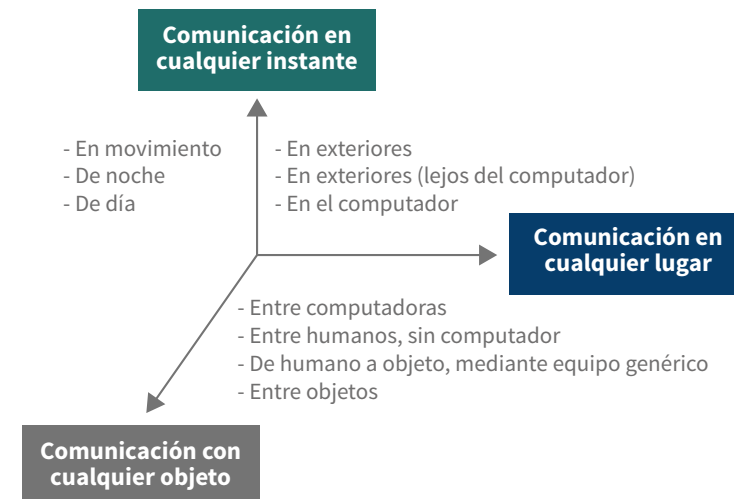 Comunicación en
cualquier instante
- En movimiento
- De noche
- De día
- En exteriores
- En exteriores (lejos del computador)
- En el computador
Comunicación en
cualquier lugar
- Entre computadoras
- Entre humanos, sin computador
- De humano a objeto, mediante equipo genérico
- Entre objetos
Comunicación con
cualquier objeto